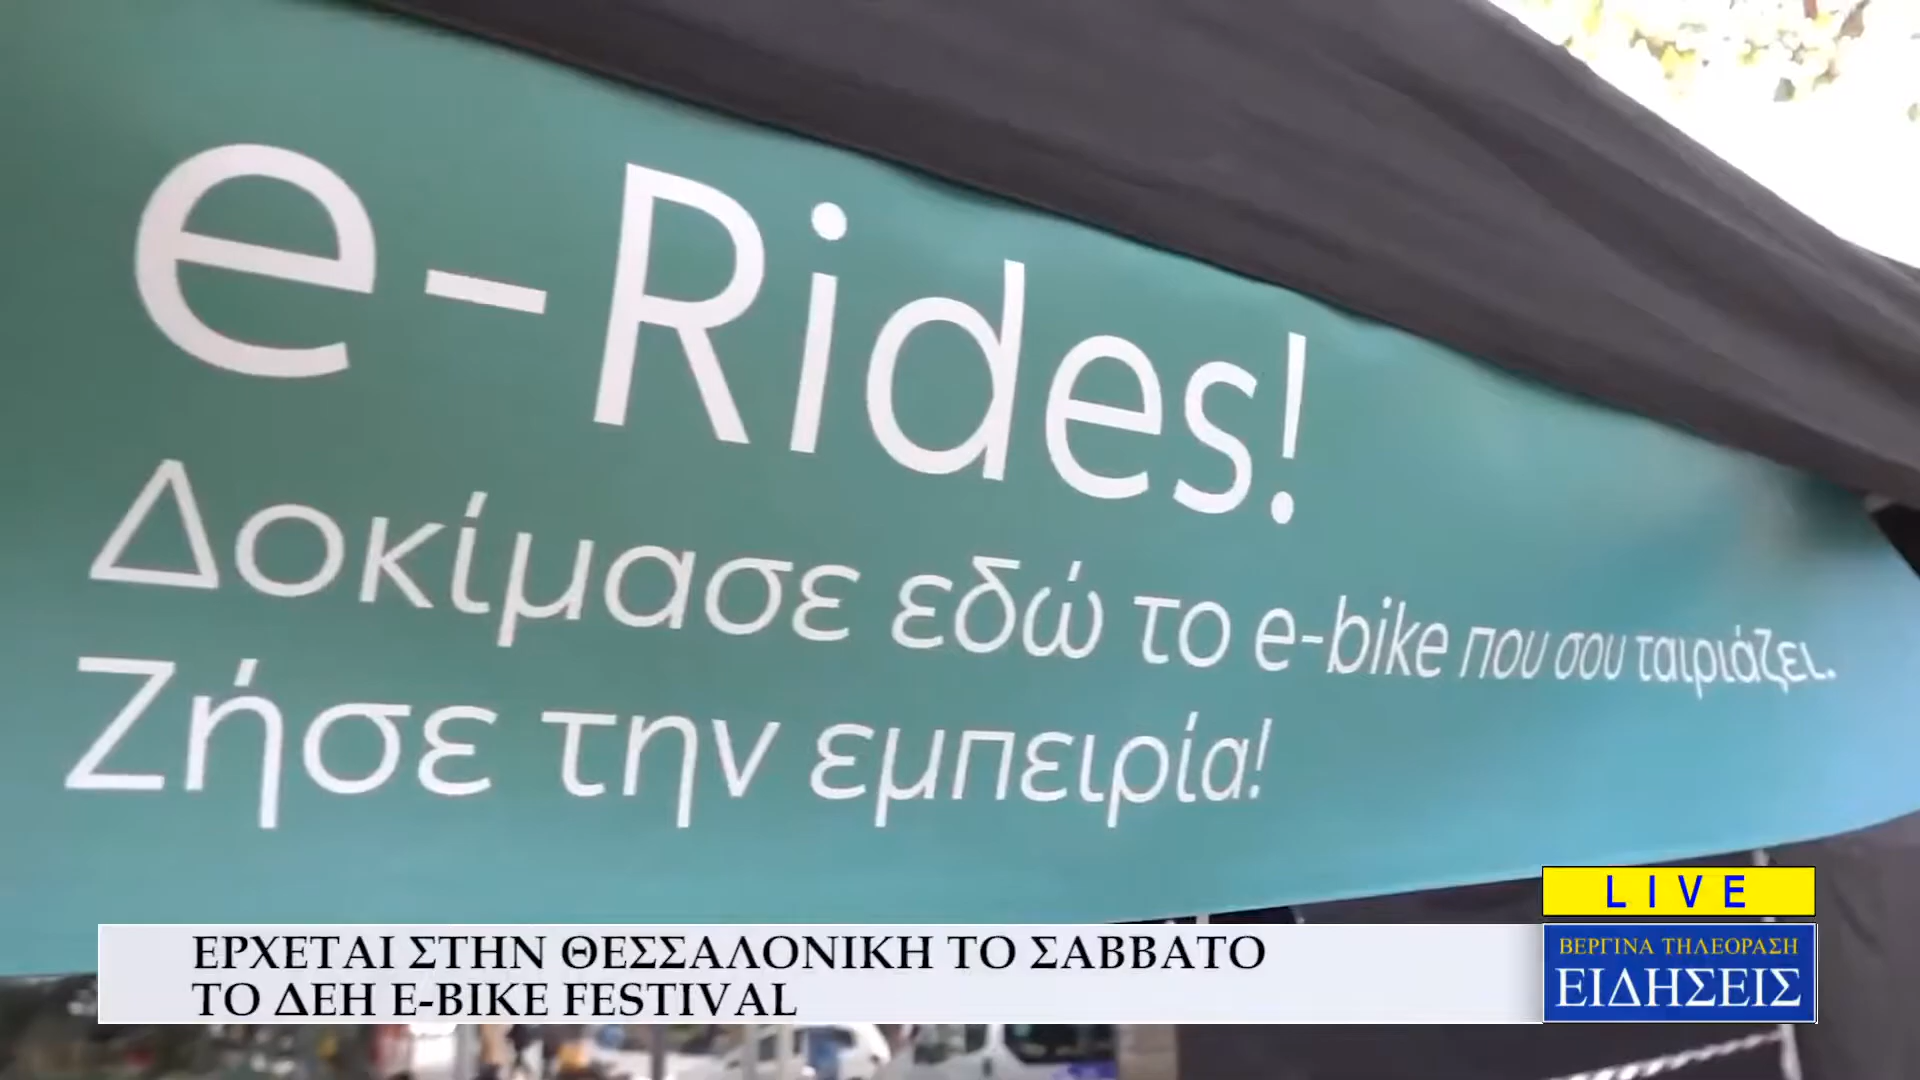 e-Rides!
Δοκίμασε εδώ το e-bike που σου ταιριάζει.
Ζήσε την εμπειρία!
LIVE
ΕΡΧΕΤΑΙ ΣΤΗΝ ΘΕΣΣΑΛΟΝΙΚΗ ΤΟ ΣΑΒΒΑΤΟ
ΤΟ ΔΕΗ E-BIKE FESTIVAL
ΒΕΡΓΙΝΑ ΤΗΛΕΟΡΑΣΗ
ΕΙΔΗΣΕΙΣ